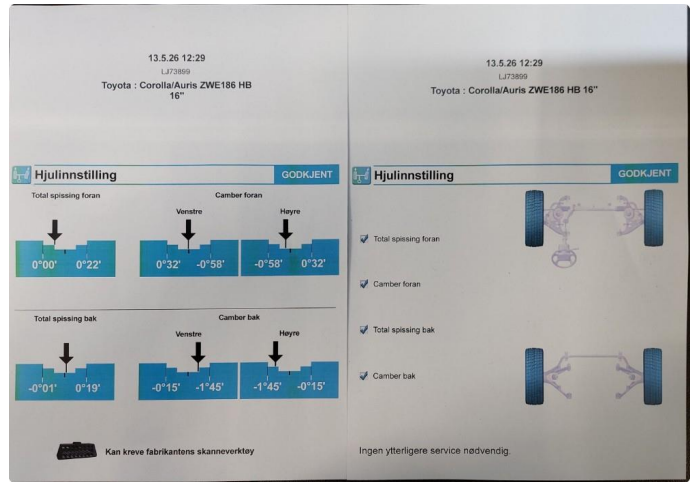 13.5.26 12:29
LJ73899
Toyota : Corolla/Auris ZWE186 HB
16"
Hjulinnstilling
GODKJENT
Total spissing foran
Camber foran
Venstre
Høyre
0°00' 0°22'
0°32' -0°58'
-0°58' 0°32'
Total spissing bak
Camber bak
Venstre
Høyre
-0°01' 0°19'
-0°15' -1°45'
-1°45' -0°15'
Kan kreve fabrikantens skanneverktøy
13.5.26 12:29
LJ73899
Toyota : Corolla/Auris ZWE186 HB 16"
Hjulinnstilling
GODKJENT
Total spissing foran
Camber foran
Total spissing bak
Camber bak
Ingen ytterligere service nødvendig.